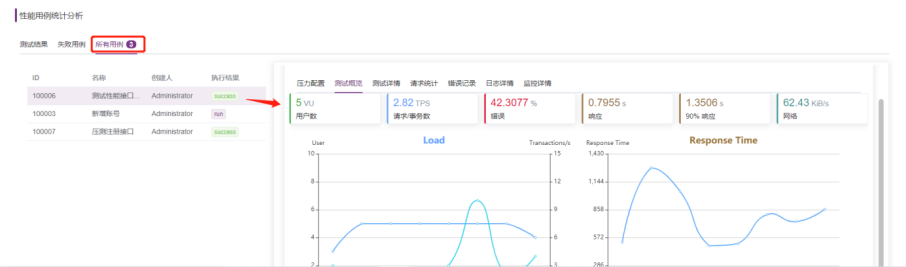 性能用例统计分析
测试结果 失败用例 所有用例 3
ID 名称 创建人 执行结果
100006 测试性能接口... Administrator success
100003 新增账号 Administrator run
100007 压测注册接口 Administrator success
压力配置 测试概览 测试详情 请求统计 错误记录 日志详情 监控详情
5 VU 2.82 TPS 42.3077 % 0.7955 s 1.3506 s 62.43 KiB/s
用户数 请求/事务数 错误 响应 90% 响应 网络
User Load Transactions/s
10 15
8 12
6 9
4 6
2 3
Response Time Response Time
1,430
1,144
858
572
286